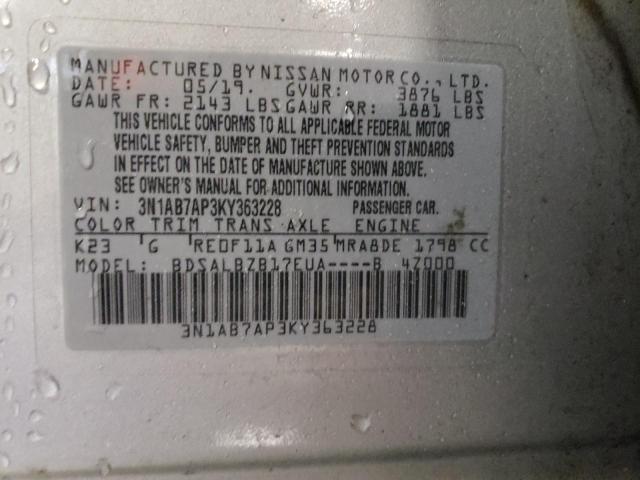 MANUFACTURED BY NISSAN MOTOR CO., LTD.
DATE: 05/19. GVWR: 3876 LBS
GAWR FR: 2143 LBS GAWR RR: 1881 LBS
THIS VEHICLE CONFORMS TO ALL APPLICABLE FEDERAL MOTOR
VEHICLE SAFETY, BUMPER AND THEFT PREVENTION STANDARDS
IN EFFECT ON THE DATE OF MANUFACTURE SHOWN ABOVE.
SEE OWNER'S MANUAL FOR ADDITIONAL INFORMATION.
VIN: 3N1AB7AP3KY363228 PASSENGER CAR.
COLOR TRIM TRANS AXLE ENGINE
K23 G RE0F11A GM35 MRA8DE 1798 CC
MODEL: BDSALBZB17EUA----B 4Z000
3N1AB7AP3KY363228